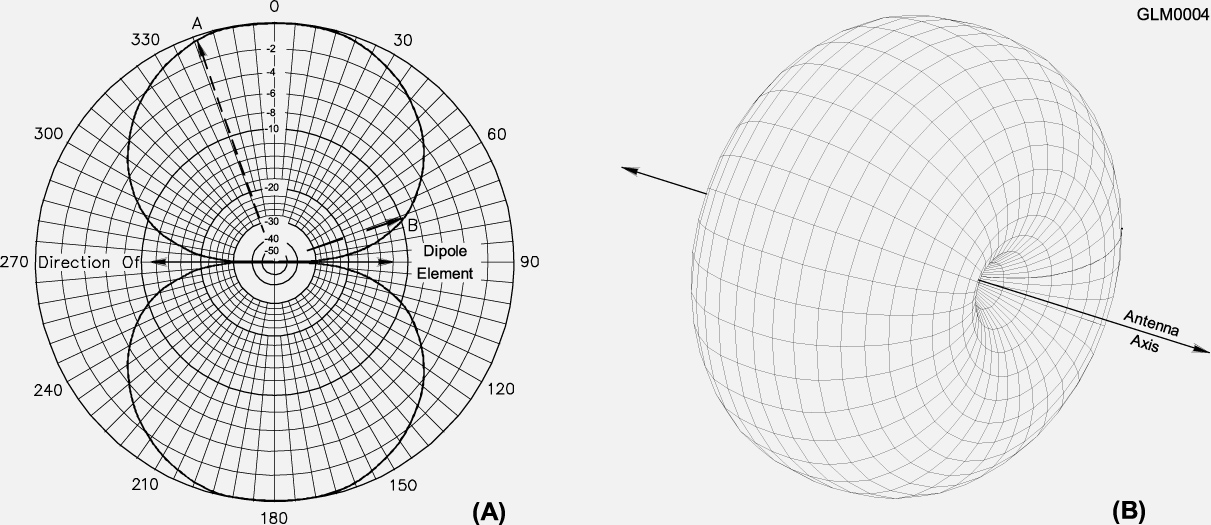 0
A
GLM0004
330
30
-2
-4
-6
-8
-10
300
60
-20
-30
B
-40
-50
Direction Of
Dipole
Element
270
90
Antenna
Axis
240
120
210
150
180
(A)
(B)